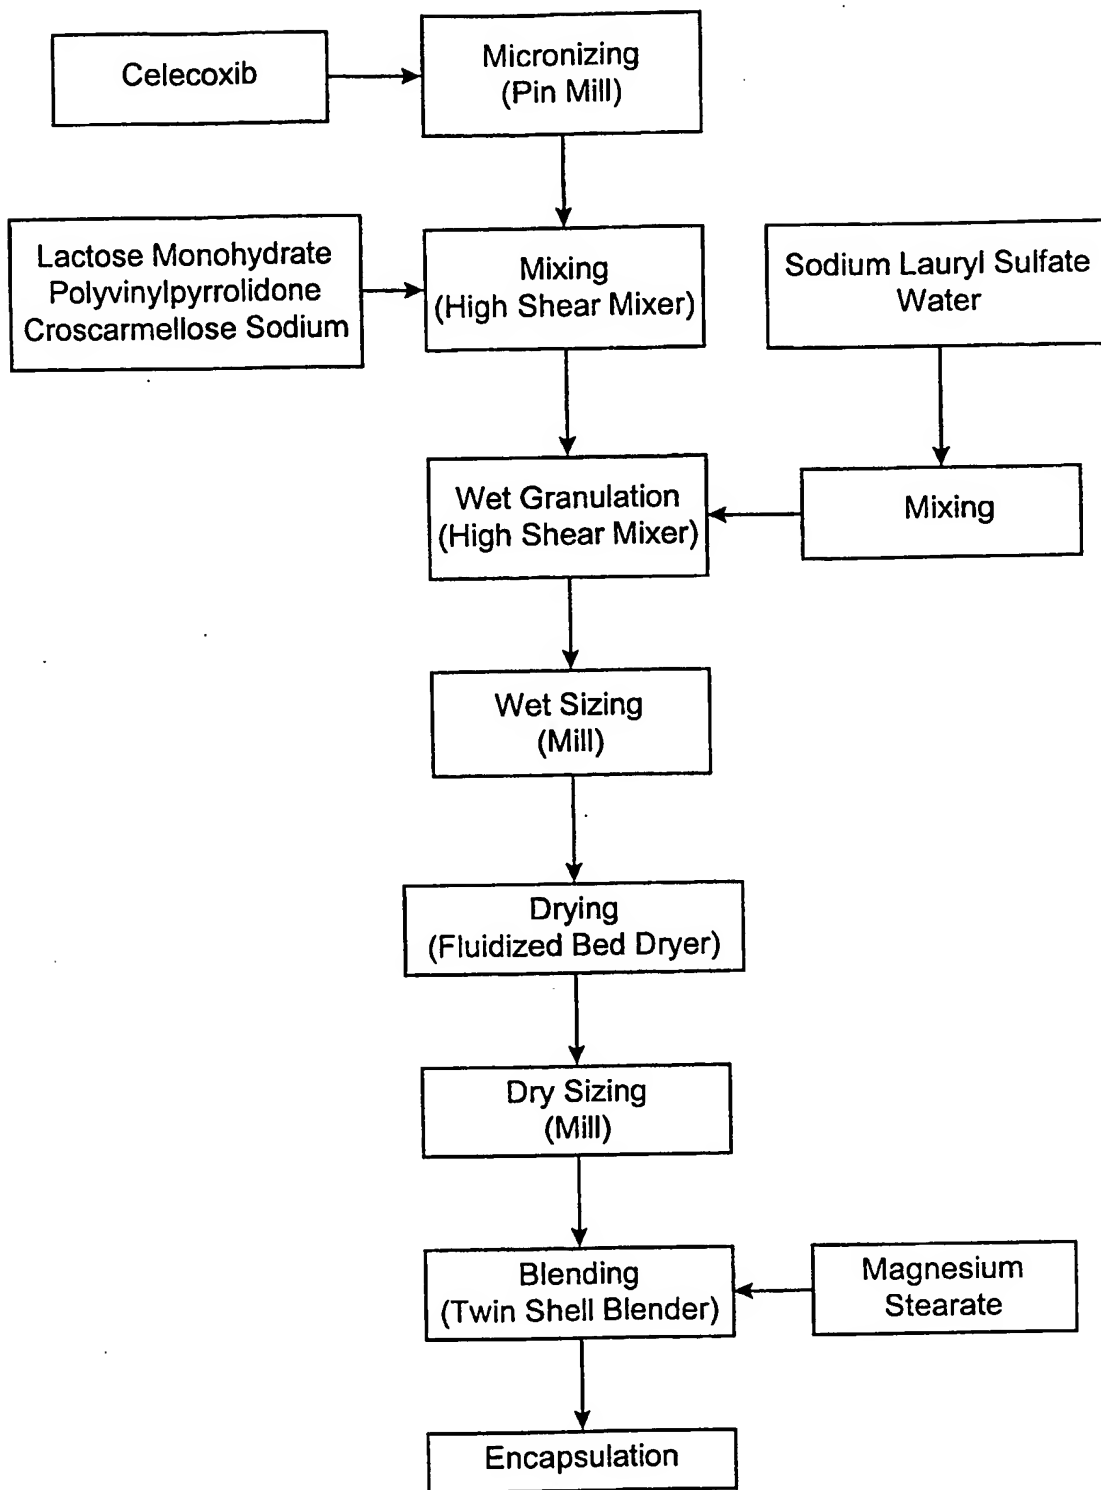 Celecoxib
Micronizing
(Pin Mill)
Lactose Monohydrate
Polyvinylpyrrolidone
Croscarmellose Sodium
Mixing
(High Shear Mixer)
Sodium Lauryl Sulfate
Water
Wet Granulation
(High Shear Mixer)
Mixing
Wet Sizing
(Mill)
Drying
(Fluidized Bed Dryer)
Dry Sizing
(Mill)
Blending
(Twin Shell Blender)
Magnesium
Stearate
Encapsulation